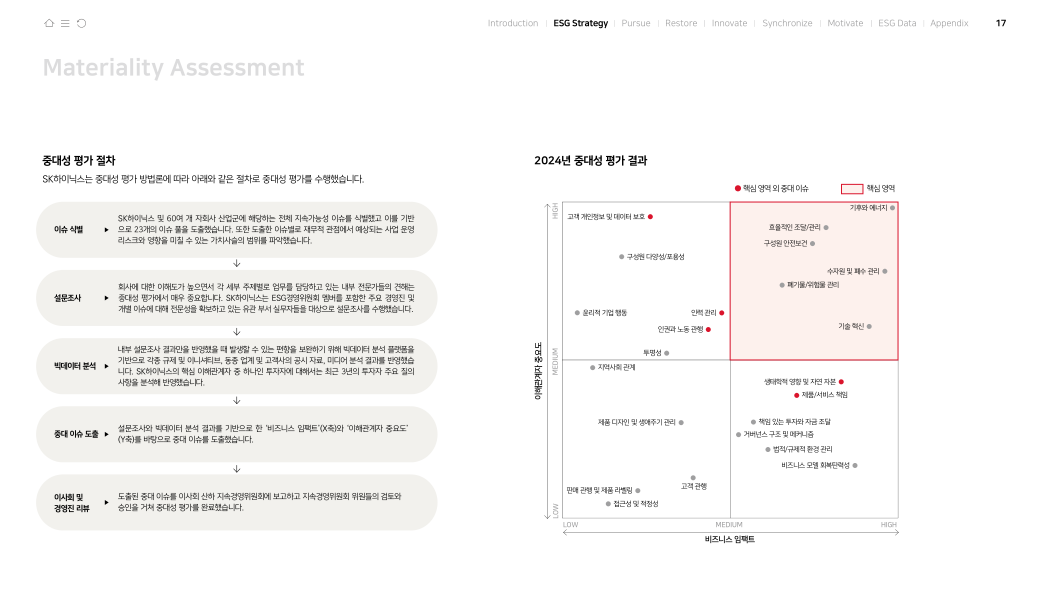 Introduction | ESG Strategy | Pursue | Restore | Innovate | Synchronize | Motivate | ESG Data | Appendix 17
Materiality Assessment
중대성 평가 절차
SK하이닉스는 중대성 평가 방법론에 따라 아래와 같은 절차로 중대성 평가를 수행했습니다.
이슈 식별
SK하이닉스 및 60여 개 자회사 산업군에 해당하는 전체 지속가능성 이슈를 식별했고 이를 기반
으로 23개의 이슈 풀을 도출했습니다. 또한 도출한 이슈별로 재무적 관점에서 예상되는 사업 운영
리스크와 영향을 미칠 수 있는 가치사슬의 범위를 파악했습니다.
설문조사
회사에 대한 이해도가 높으면서 각 세부 주제별로 업무를 담당하고 있는 내부 전문가들의 견해는
중대성 평가에서 매우 중요합니다. SK하이닉스는 ESG경영위원회 멤버를 포함한 주요 경영진 및
개별 이슈에 대해 전문성을 확보하고 있는 유관 부서 실무자들을 대상으로 설문조사를 수행했습니다.
빅데이터 분석
내부 설문조사 결과만을 반영했을 때 발생할 수 있는 편향을 보완하기 위해 빅데이터 분석 플랫폼을
기반으로 각종 규제 및 이니셔티브, 동종 업계 및 고객사의 공시 자료, 미디어 분석 결과를 반영했습
니다. SK하이닉스의 핵심 이해관계자 중 하나인 투자자에 대해서는 최근 3년의 투자자 주요 질의
사항을 분석해 반영했습니다.
중대 이슈 도출
설문조사와 빅데이터 분석 결과를 기반으로 한 ‘비즈니스 임팩트’(X축)와 ‘이해관계자 중요도’
(Y축)를 바탕으로 중대 이슈를 도출했습니다.
이사회 및
경영진 리뷰
도출된 중대 이슈를 이사회 산하 지속경영위원회에 보고하고 지속경영위원회 위원들의 검토와
승인을 거쳐 중대성 평가를 완료했습니다.
2024년 중대성 평가 결과
핵심 영역 외 중대 이슈
핵심 영역
이해관계자 중요도
HIGH
MEDIUM
LOW
기후와 에너지
고객 개인정보 및 데이터 보호
효율적인 조달/관리
구성원 안전보건
구성원 다양성/포용성
수자원 및 폐수 관리
폐기물/위험물 관리
윤리적 기업 행동
인력 관리
인권과 노동 관행
기술 혁신
투명성
지역사회 관계
생태학적 영향 및 자연 자본
제품/서비스 책임
제품 디자인 및 생애주기 관리
책임 있는 투자와 자금 조달
거버넌스 구조 및 메커니즘
법적/규제적 환경 관리
비즈니스 모델 회복탄력성
고객 관행
판매 관행 및 제품 라벨링
접근성 및 적정성
LOW
MEDIUM
HIGH
비즈니스 임팩트